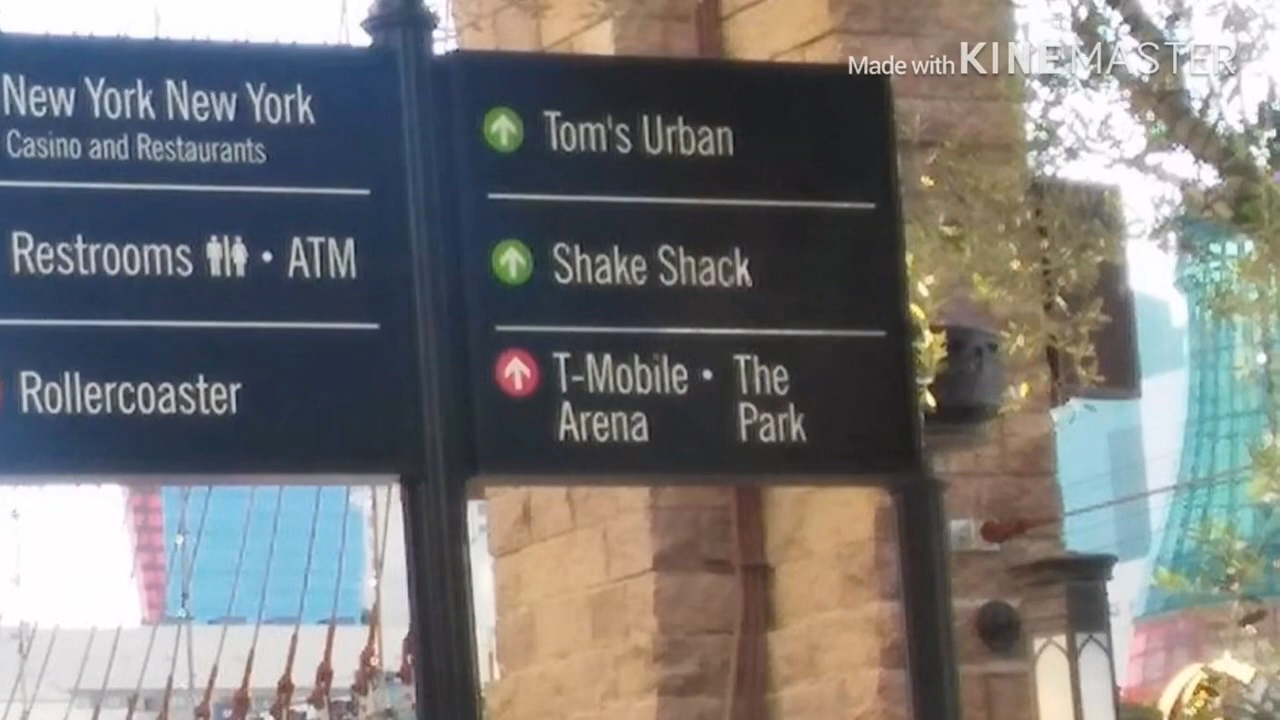 Made with KINEMASTER
New York New York
Casino and Restaurants
Restrooms • ATM
Rollercoaster
Tom's Urban
Shake Shack
T-Mobile • The
Arena Park